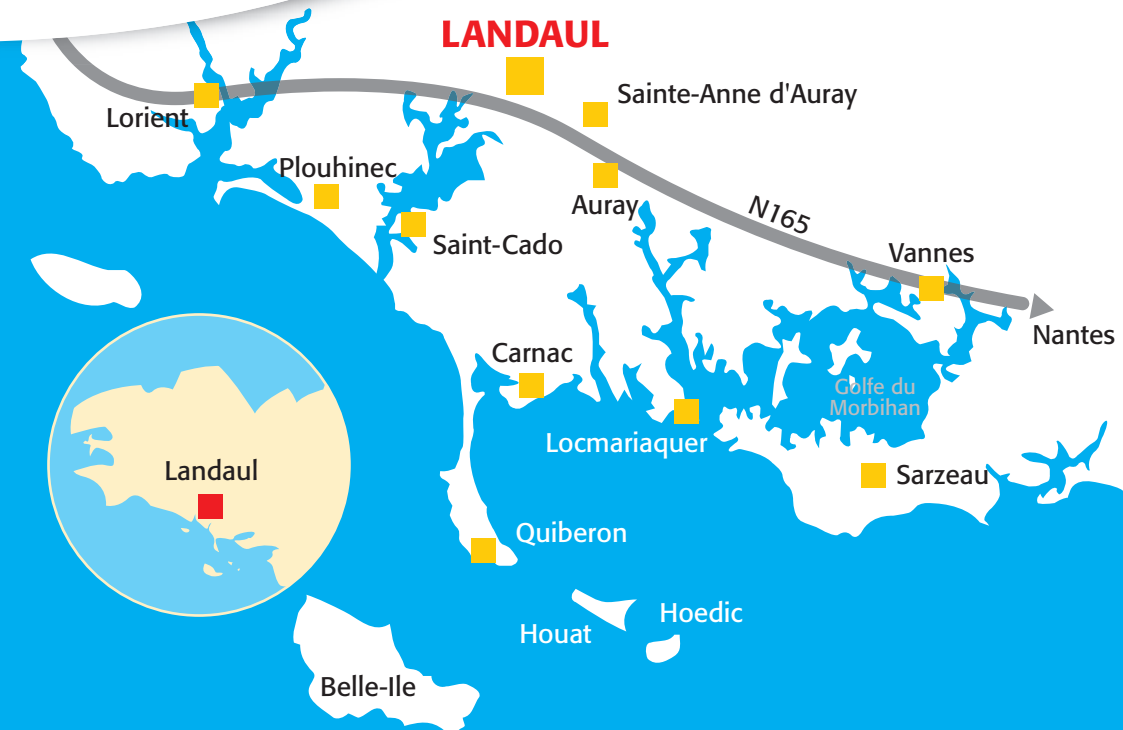 LANDAUL
Sainte-Anne d'Auray
Lorient
Plouhinec
Auray
N165
Saint-Cado
Vannes
Nantes
Carnac
Golfe du
Morbihan
Locmariaquer
Landaul
Sarzeau
Quiberon
Hoedic
Houat
Belle-Ile